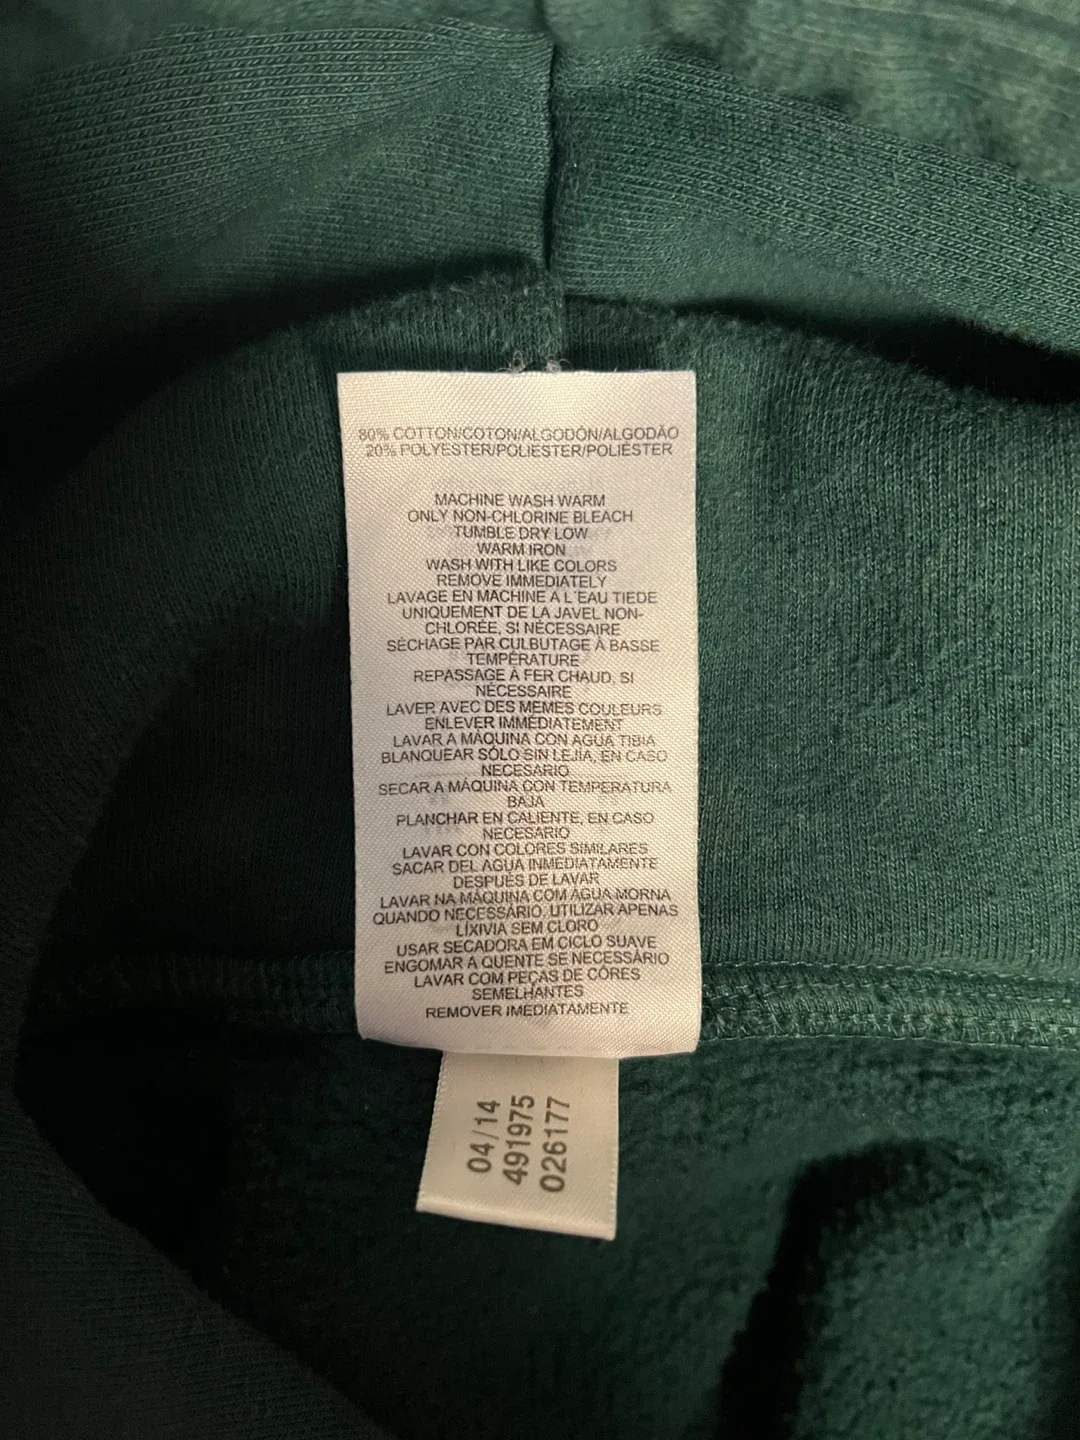 80% COTTON/COTON/ALGODÓN/ALGODÃO
20% POLYESTER/POLIESTER/POLIÉSTER
MACHINE WASH WARM
ONLY NON-CHLORINE BLEACH
TUMBLE DRY LOW
WARM IRON
WASH WITH LIKE COLORS
REMOVE IMMEDIATELY
LAVAGE EN MACHINE A L'EAU TIEDE
UNIQUEMENT DE LA JAVEL NON-
CHLORÉE, SI NÉCESSAIRE
SÉCHAGE PAR CULBUTAGE À BASSE
TEMPÉRATURE
REPASSAGE À FER CHAUD, SI
NÉCESSAIRE
LAVER AVEC DES MEMES COULEURS
ENLEVER IMMÉDIATEMENT
LAVAR A MÁQUINA CON AGUA TIBIA
BLANQUEAR SÓLO SIN LEJÍA, EN CASO
NECESARIO
SECAR A MÁQUINA CON TEMPERATURA
BAJA
PLANCHAR EN CALIENTE, EN CASO
NECESARIO
LAVAR CON COLORES SIMILARES
SACAR DEL AGUA INMEDIATAMENTE
DESPUÉS DE LAVAR
LAVAR NA MÁQUINA COM ÁGUA MORNA
QUANDO NECESSÁRIO, UTILIZAR APENAS
LÍXIVIA SEM CLORO
USAR SECADORA EM CICLO SUAVE
ENGOMAR A QUENTE SE NECESSÁRIO
LAVAR COM PEÇAS DE CÔRES
SEMELHANTES
REMOVER IMEDIATAMENTE
04/14
491975
026177